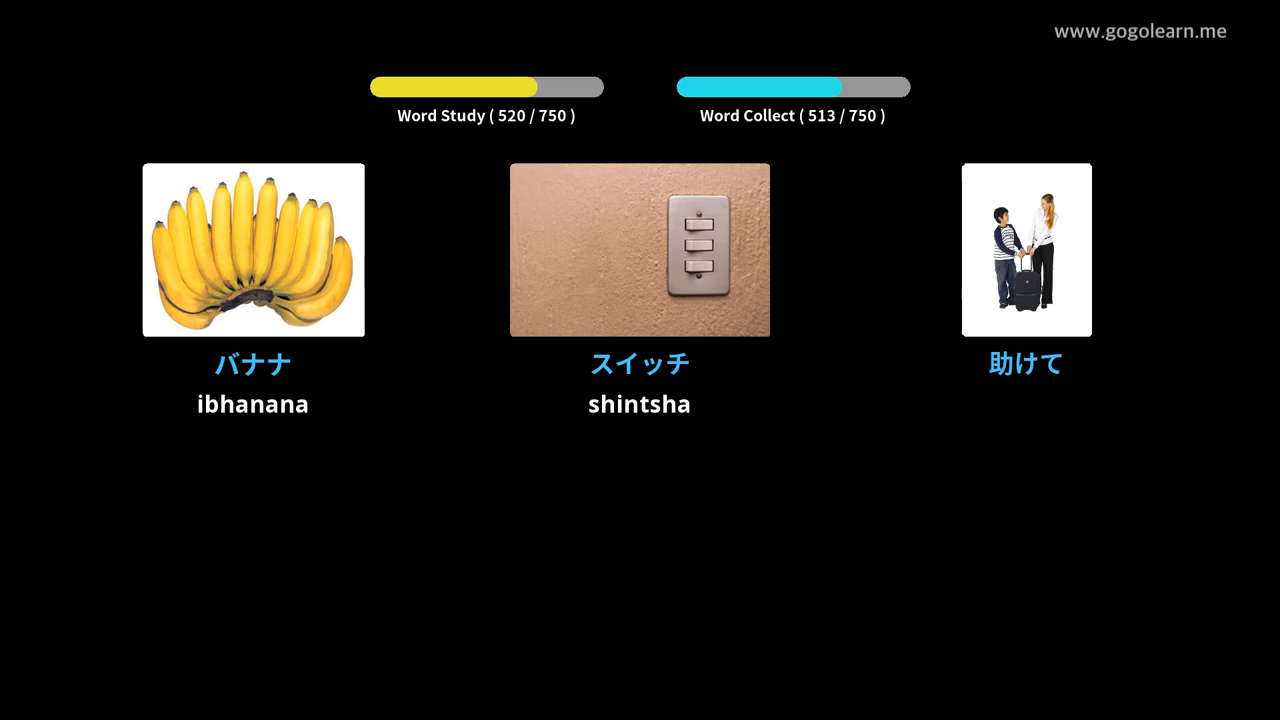 www.gogolearn.me
Word Study ( 520 / 750 )
Word Collect ( 513 / 750 )
バナナ
スイッチ
助けて
ibhanana
shintsha